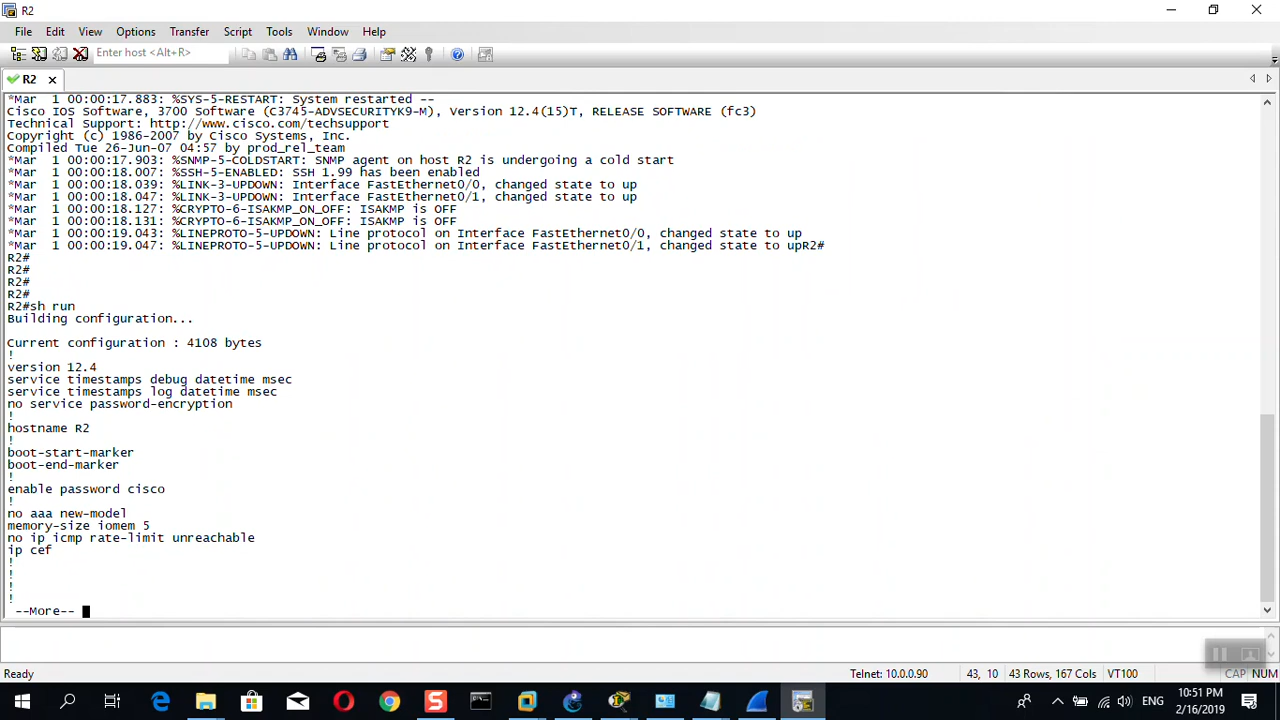 R2
File Edit View Options Transfer Script Tools Window Help
Enter host <Alt+R>
R2
*Mar  1 00:00:17.883: %SYS-5-RESTART: System restarted --
Cisco IOS Software, 3700 Software (C3745-ADVSECURITYK9-M), Version 12.4(15)T, RELEASE SOFTWARE (fc3)
Technical Support: http://www.cisco.com/techsupport
Copyright (c) 1986-2007 by Cisco Systems, Inc.
Compiled Tue 26-Jun-07 04:57 by prod_rel_team
*Mar  1 00:00:17.903: %SNMP-5-COLDSTART: SNMP agent on host R2 is undergoing a cold start
*Mar  1 00:00:18.007: %SSH-5-ENABLED: SSH 1.99 has been enabled
*Mar  1 00:00:18.039: %LINK-3-UPDOWN: Interface FastEthernet0/0, changed state to up
*Mar  1 00:00:18.047: %LINK-3-UPDOWN: Interface FastEthernet0/1, changed state to up
*Mar  1 00:00:18.127: %CRYPTO-6-ISAKMP_ON_OFF: ISAKMP is OFF
*Mar  1 00:00:18.131: %CRYPTO-6-ISAKMP_ON_OFF: ISAKMP is OFF
*Mar  1 00:00:19.043: %LINEPROTO-5-UPDOWN: Line protocol on Interface FastEthernet0/0, changed state to up
*Mar  1 00:00:19.047: %LINEPROTO-5-UPDOWN: Line protocol on Interface FastEthernet0/1, changed state to upR2#
R2#
R2#
R2#
R2#
R2#sh run
Building configuration...
Current configuration : 4108 bytes
!
version 12.4
service timestamps debug datetime msec
service timestamps log datetime msec
no service password-encryption
!
hostname R2
!
boot-start-marker
boot-end-marker
!
enable password cisco
!
no aaa new-model
memory-size iomem 5
no ip icmp rate-limit unreachable
ip cef
!
!
!
!
--More--
Ready Telnet: 10.0.0.90 43, 10 43 Rows, 167 Cols VT100 CAP NUM
10:51 PM
ENG
2/16/2019